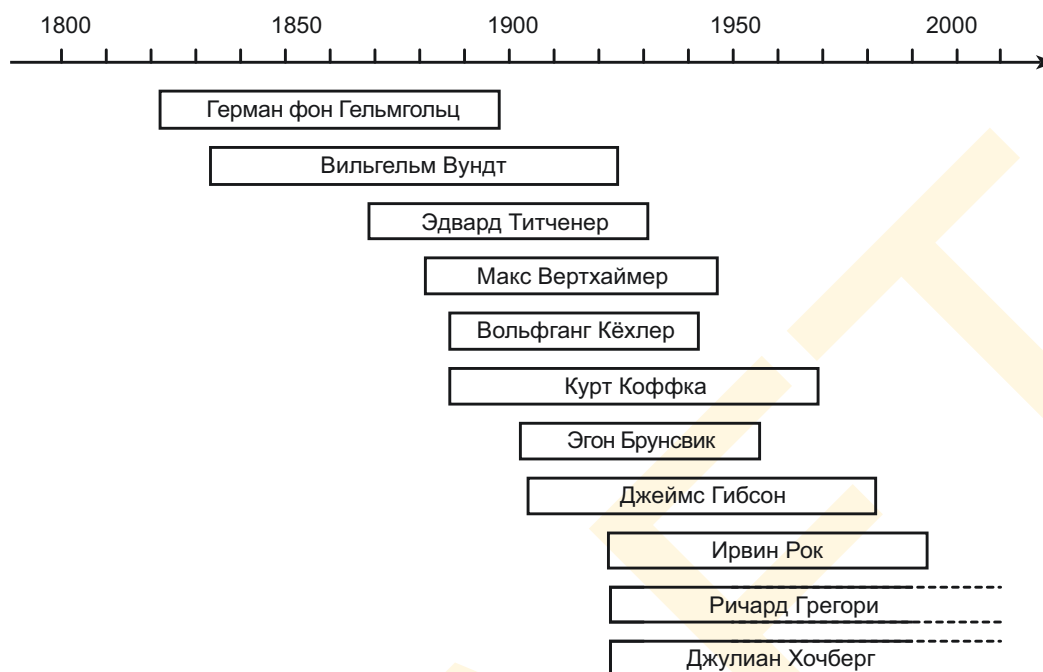 1800 1850 1900 1950 2000
Герман фон Гельмгольц
Вильгельм Вундт
Эдвард Титченер
Макс Вертхаймер
Вольфганг Кёхлер
Курт Коффка
Эгон Брунсвик
Джеймс Гибсон
Ирвин Рок
Ричард Грегори
Джулиан Хочберг